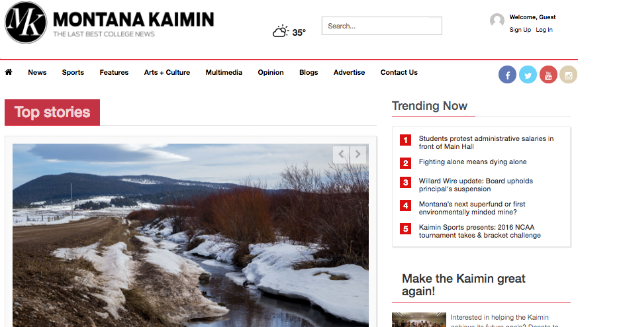 MK MONTANA KAIMIN
THE LAST BEST COLLEGE NEWS
35°
Search...
Welcome, Guest
Sign Up Log In
News Sports Features Arts + Culture Multimedia Opinion Blogs Advertise Contact Us
Top stories
Trending Now
1 Students protest administrative salaries in
front of Main Hall
2 Fighting alone means dying alone
3 Willard Wire update: Board upholds
principal's suspension
4 Montana's next superfund or first
environmentally minded mine?
5 Kaimin Sports presents: 2016 NCAA
tournament takes & bracket challenge
Make the Kaimin great
again!
Interested in helping the Kaimin